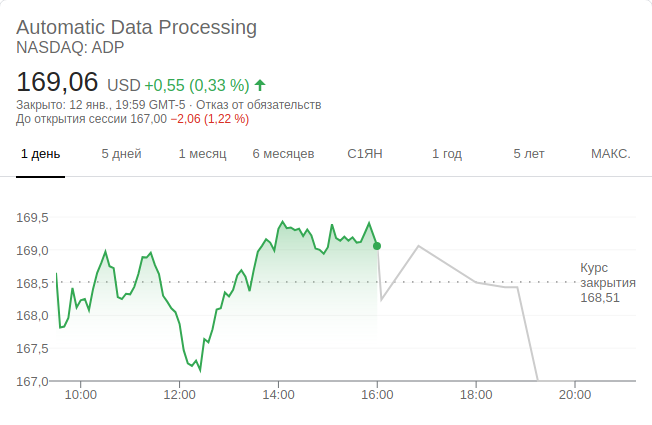 Automatic Data Processing
NASDAQ: ADP
169,06 USD +0,55 (0,33 %)
Закрыто: 12 янв., 19:59 GMT-5 · Отказ от обязательств
До открытия сессии 167,00 −2,06 (1,22 %)
1 день 5 дней 1 месяц 6 месяцев С1ЯН 1 год 5 лет МАКС.
169,5
169,0
168,5
168,0
167,5
167,0
Курс
закрытия
168,51
10:00 12:00 14:00 16:00 18:00 20:00